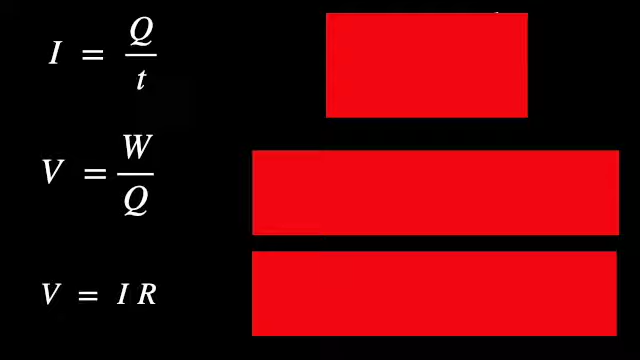 I = Q/t
V = W/Q
V = I R